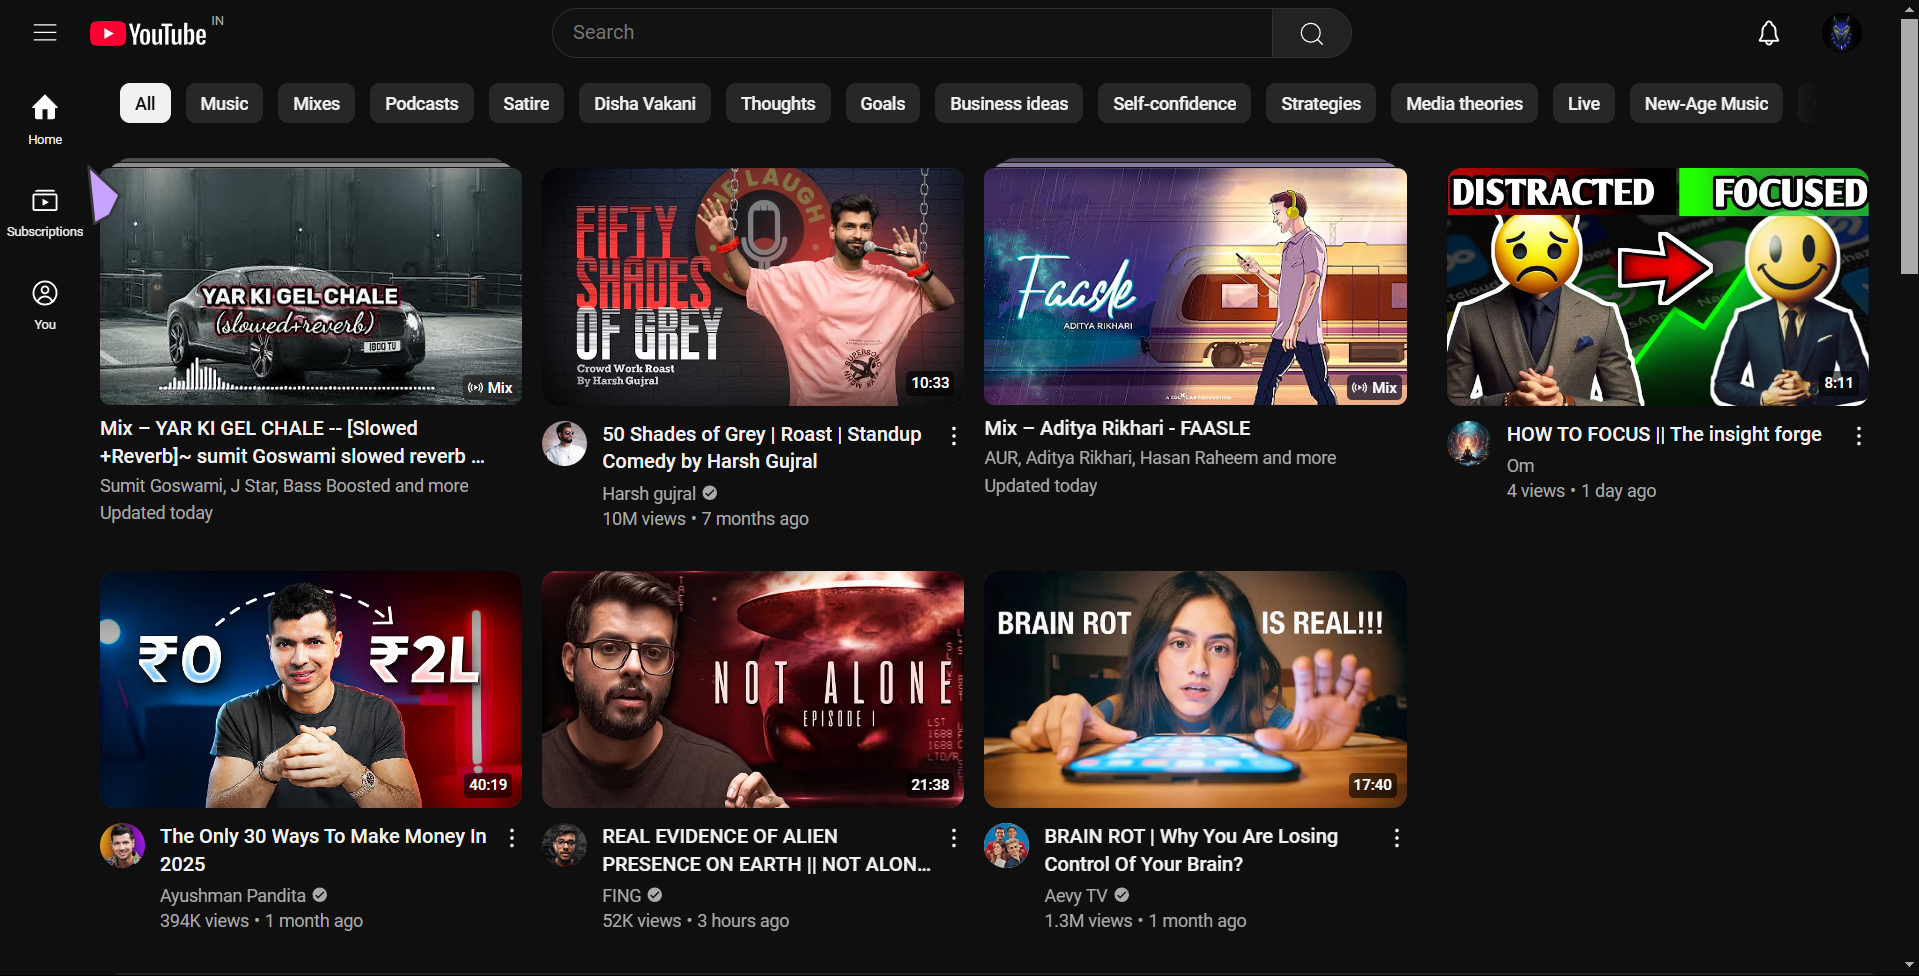 YouTube IN
Search
All
Music
Mixes
Podcasts
Satire
Disha Vakani
Thoughts
Goals
Business ideas
Self-confidence
Strategies
Media theories
Live
New-Age Music
Home
Subscriptions
You
YAR KI GEL CHALE
(slowed+reverb)
1800 TU
Mix
Mix – YAR KI GEL CHALE -- [Slowed
+Reverb]~ sumit Goswami slowed reverb ...
Sumit Goswami, J Star, Bass Boosted and more
Updated today
LAUGH
FIFTY
SHADES
OF GREY
Crowd Work Roast
By Harsh Gujral
10:33
50 Shades of Grey | Roast | Standup
Comedy by Harsh Gujral
Harsh gujral
10M views • 7 months ago
Faasle
ADITYA RIKHARI
Mix
Mix – Aditya Rikhari - FAASLE
AUR, Aditya Rikhari, Hasan Raheem and more
Updated today
DISTRACTED
FOCUSED
8:11
HOW TO FOCUS || The insight forge
Om
4 views • 1 day ago
₹0
₹2L
40:19
The Only 30 Ways To Make Money In
2025
Ayushman Pandita
394K views • 1 month ago
NOT ALONE
EPISODE I
21:38
REAL EVIDENCE OF ALIEN
PRESENCE ON EARTH || NOT ALON...
FING
52K views • 3 hours ago
BRAIN ROT
IS REAL!!!
17:40
BRAIN ROT | Why You Are Losing
Control Of Your Brain?
Aevy TV
1.3M views • 1 month ago